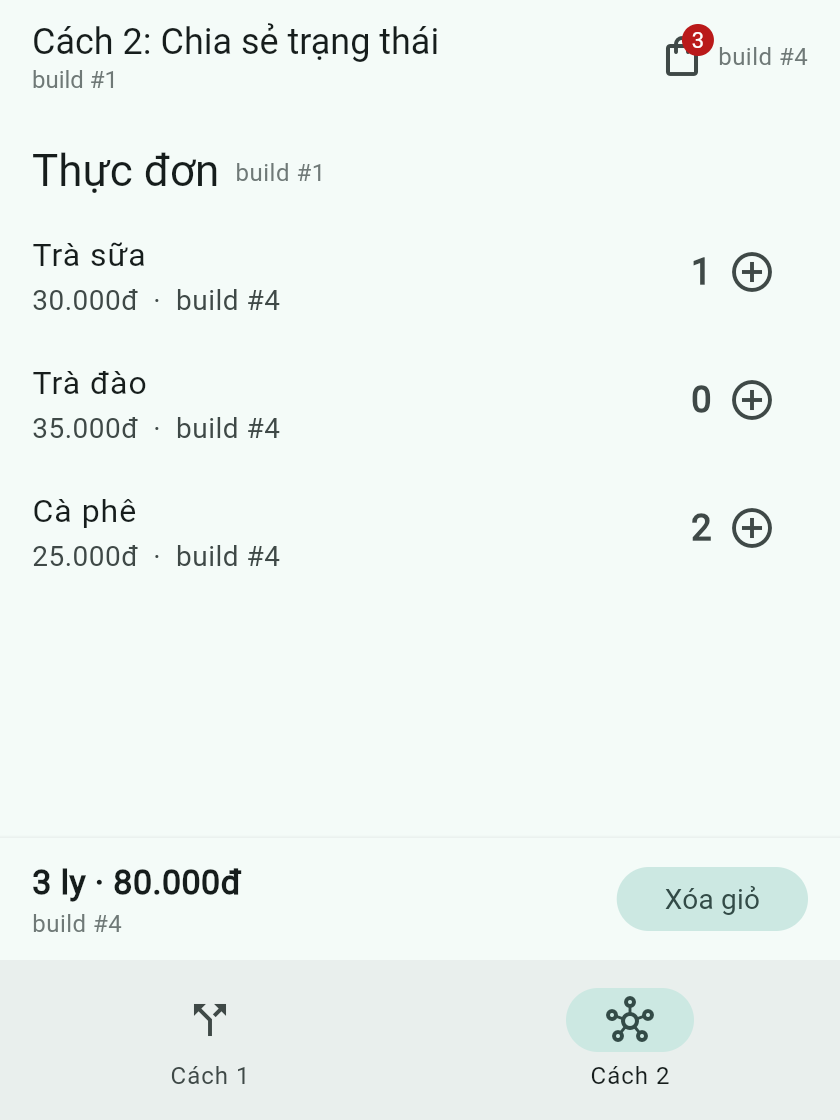 Cách 2: Chia sẻ trạng thái
build #1
3
build #4
Thực đơn build #1
Trà sữa
30.000đ · build #4
1
Trà đào
35.000đ · build #4
0
Cà phê
25.000đ · build #4
2
3 ly · 80.000đ
build #4
Xóa giỏ
Cách 1
Cách 2